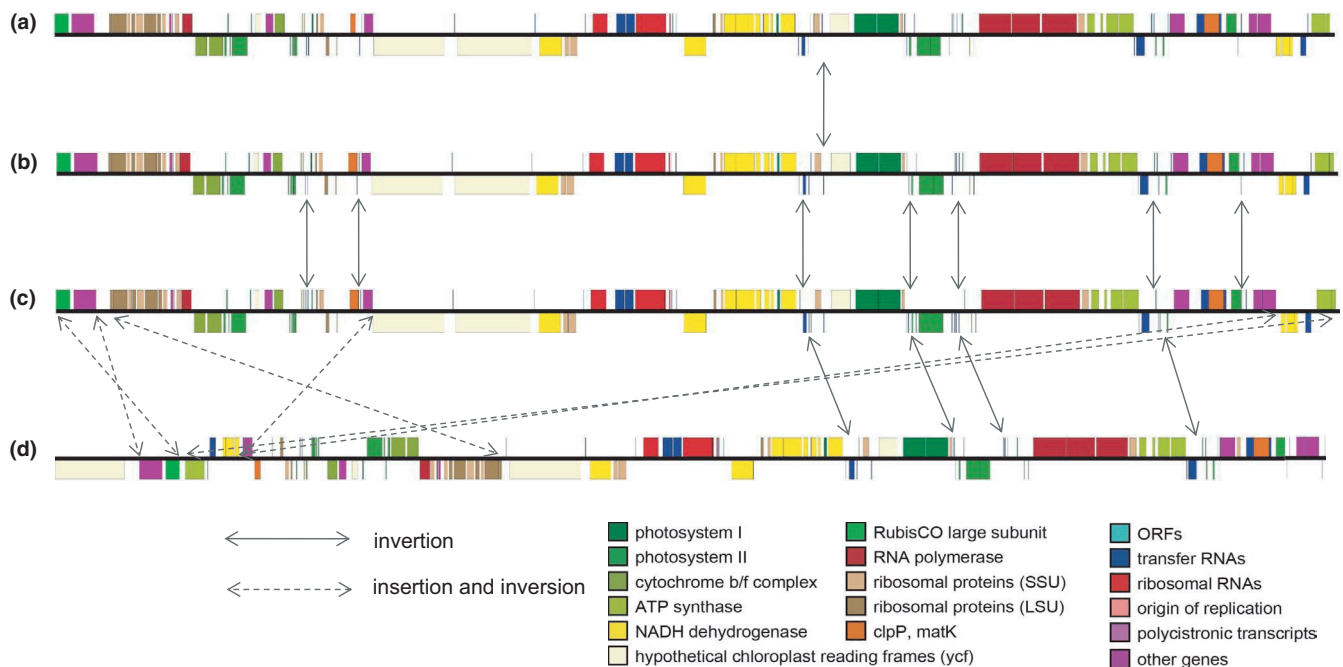 (a)
(b)
(c)
(d)
invertion
insertion and inversion
photosystem I
photosystem II
cytochrome b/f complex
ATP synthase
NADH dehydrogenase
hypothetical chloroplast reading frames (ycf)
RubisCO large subunit
RNA polymerase
ribosomal proteins (SSU)
ribosomal proteins (LSU)
clpP, matK
ORFs
transfer RNAs
ribosomal RNAs
origin of replication
polycistronic transcripts
other genes